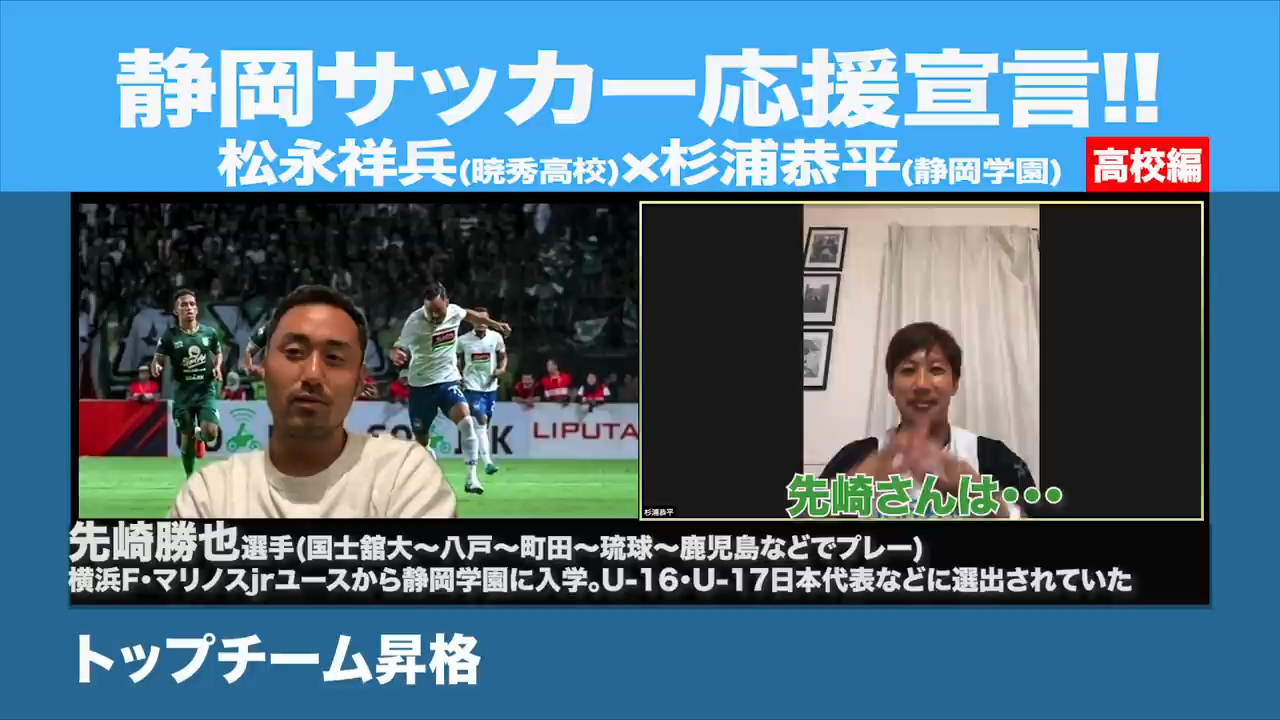 静岡サッカー応援宣言!!
松永祥兵(暁秀高校)×杉浦恭平(静岡学園)
高校編
LIPUTA
杉浦恭平
先崎さんは・・・
先崎勝也選手(国士舘大〜八戸〜町田〜琉球〜鹿児島などでプレー)
横浜F・マリノスjrユースから静岡学園に入学。U-16・U-17日本代表などに選出されていた
トップチーム昇格